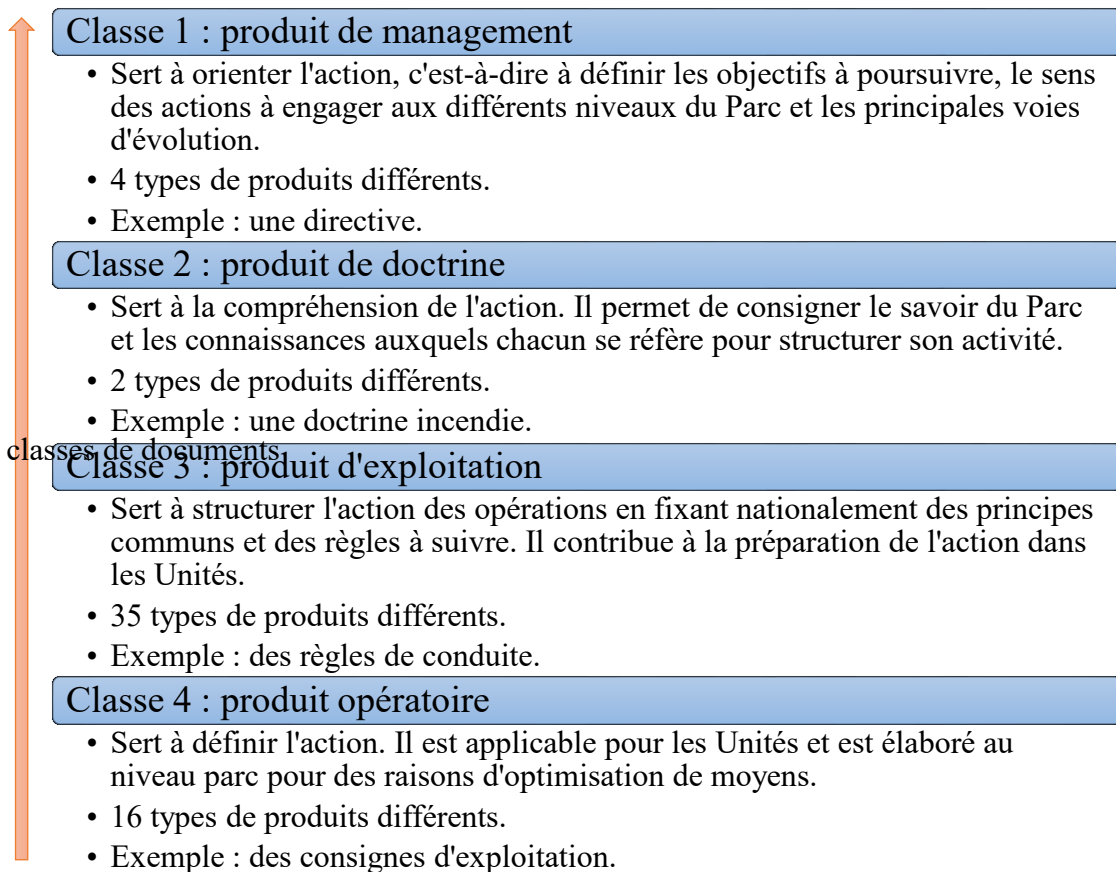 Classe 1 : produit de management
• Sert à orienter l'action, c'est-à-dire à définir les objectifs à poursuivre, le sens
des actions à engager aux différents niveaux du Parc et les principales voies
d'évolution.
• 4 types de produits différents.
• Exemple : une directive.
Classe 2 : produit de doctrine
• Sert à la compréhension de l'action. Il permet de consigner le savoir du Parc
et les connaissances auxquels chacun se réfère pour structurer son activité.
• 2 types de produits différents.
• Exemple : une doctrine incendie.
classes de documents
Classe 3 : produit d'exploitation
• Sert à structurer l'action des opérations en fixant nationalement des principes
communs et des règles à suivre. Il contribue à la préparation de l'action dans
les Unités.
• 35 types de produits différents.
• Exemple : des règles de conduite.
Classe 4 : produit opératoire
• Sert à définir l'action. Il est applicable pour les Unités et est élaboré au
niveau parc pour des raisons d'optimisation de moyens.
• 16 types de produits différents.
• Exemple : des consignes d'exploitation.